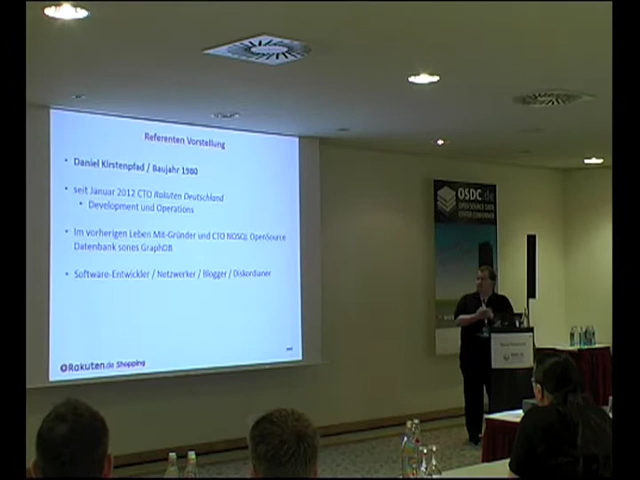 Referenten Vorstellung
• Daniel Kirstenpfad / Baujahr 1980
• seit Januar 2012 CTO Rakuten Deutschland
• Development und Operations
• Im vorherigen Leben Mit-Gründer und CTO NOSQL OpenSource
Datenbank sones GraphDB
• Software-Entwickler / Netzwerker / Blogger / Diskordianer
Rakuten.de Shopping
OSDC.de
OPEN SOURCE DATA
CENTER CONFERENCE